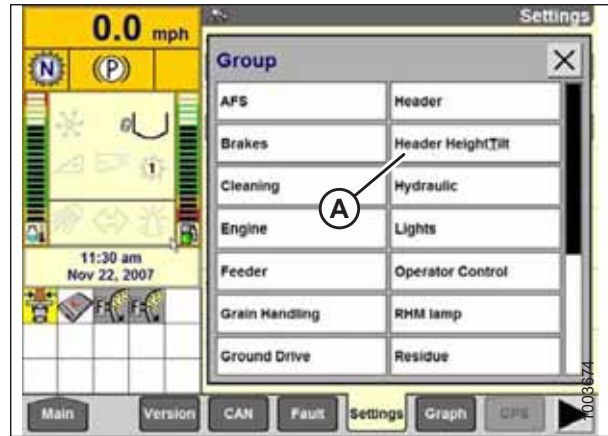 0.0 mph
Settings
N
P
1
11:30 am
Nov 22, 2007
F
F
Group
X
AFS
Header
Brakes
Header Height/Tilt
Cleaning
Hydraulic
A
Engine
Lights
Feeder
Operator Control
Grain Handling
RHM lamp
Ground Drive
Residue
1003674
Main
Version
CAN
Fault
Settings
Graph
GPS